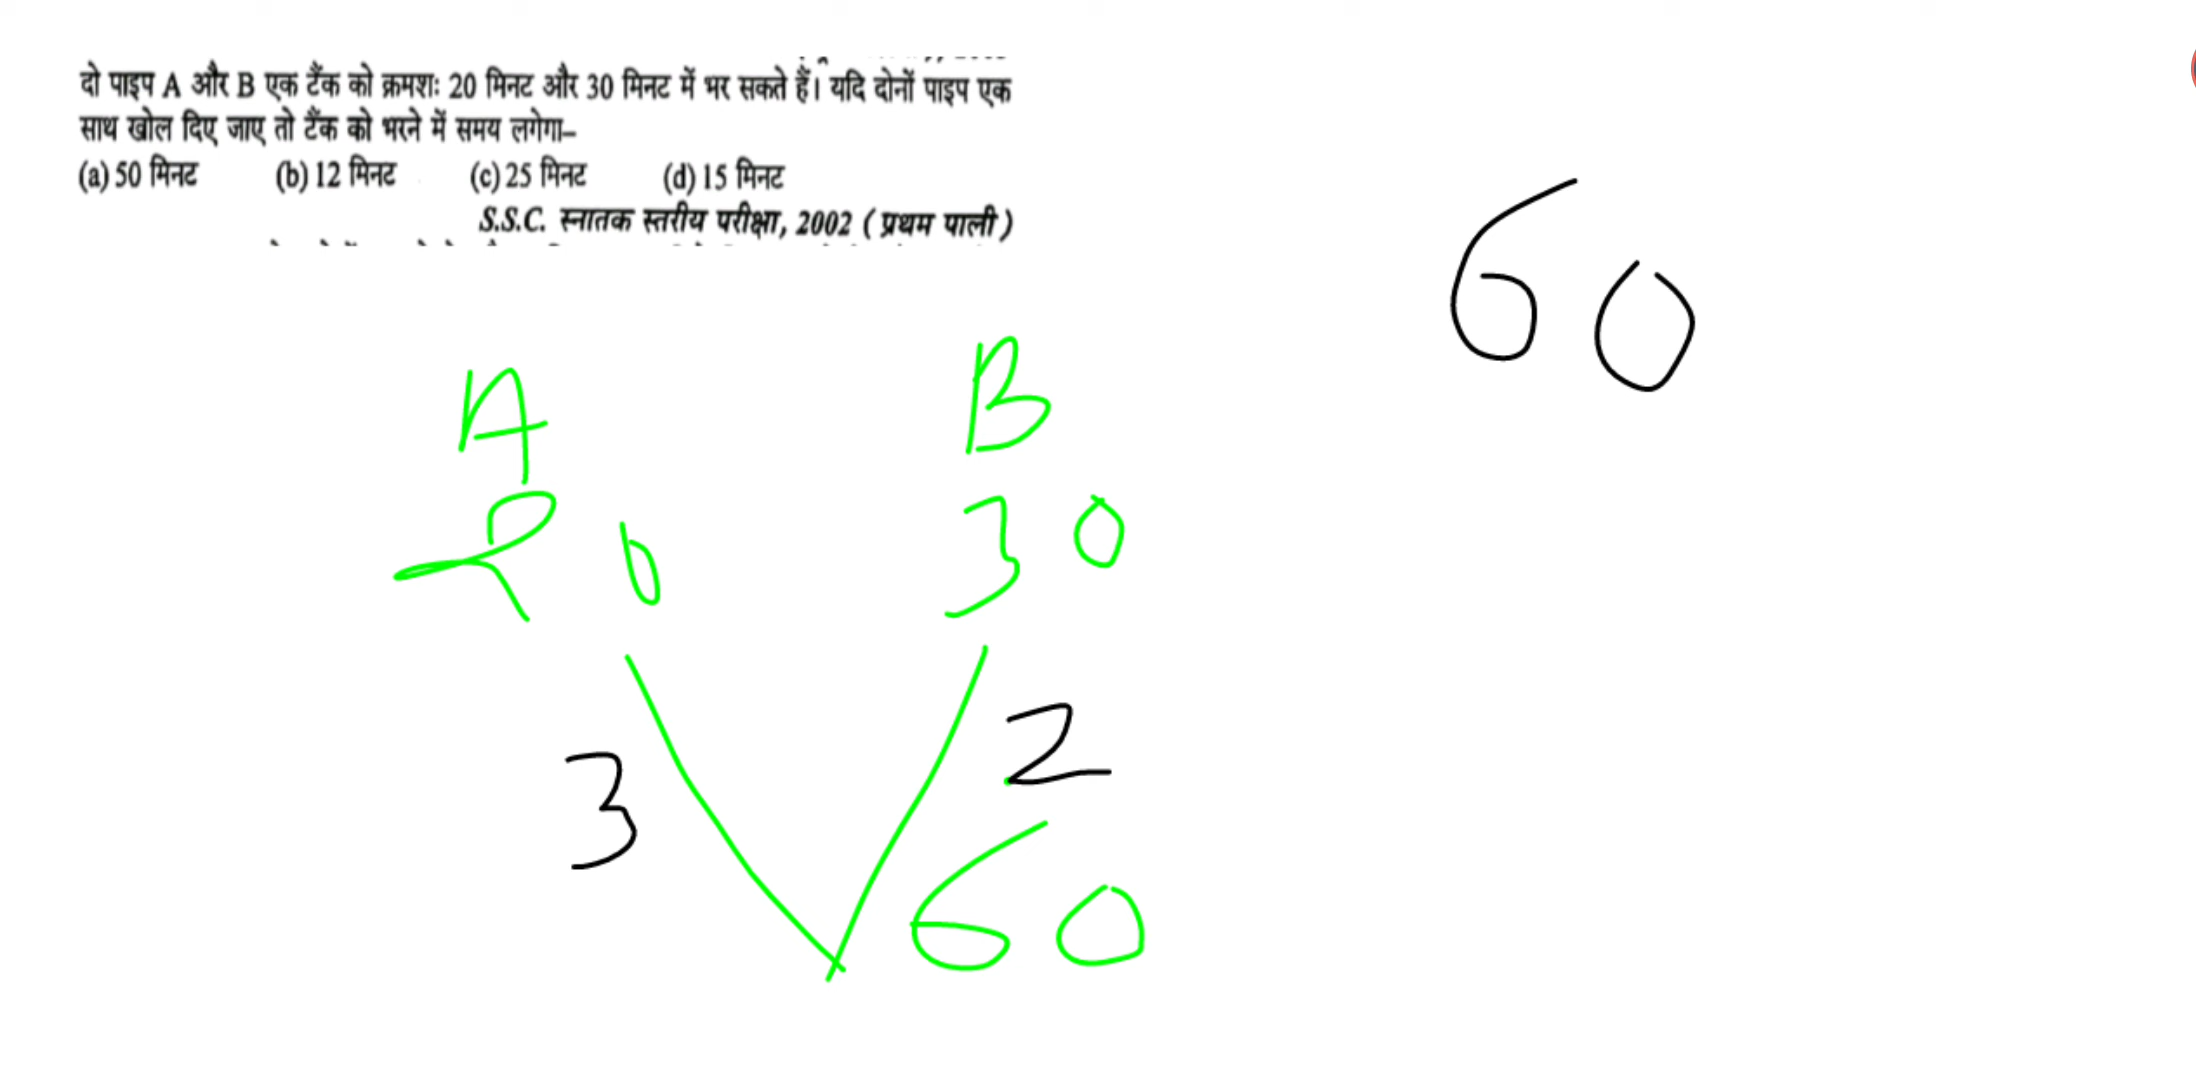 दो पाइप A और B एक टैंक को क्रमशः 20 मिनट और 30 मिनट में भर सकते हैं। यदि दोनों पाइप एक
साथ खोल दिए जाए तो टैंक को भरने में समय लगेगा–
(a) 50 मिनट (b) 12 मिनट (c) 25 मिनट (d) 15 मिनट
S.S.C. स्नातक स्तरीय परीक्षा, 2002 ( प्रथम पाली )
60
A B
20 30
3 2
60